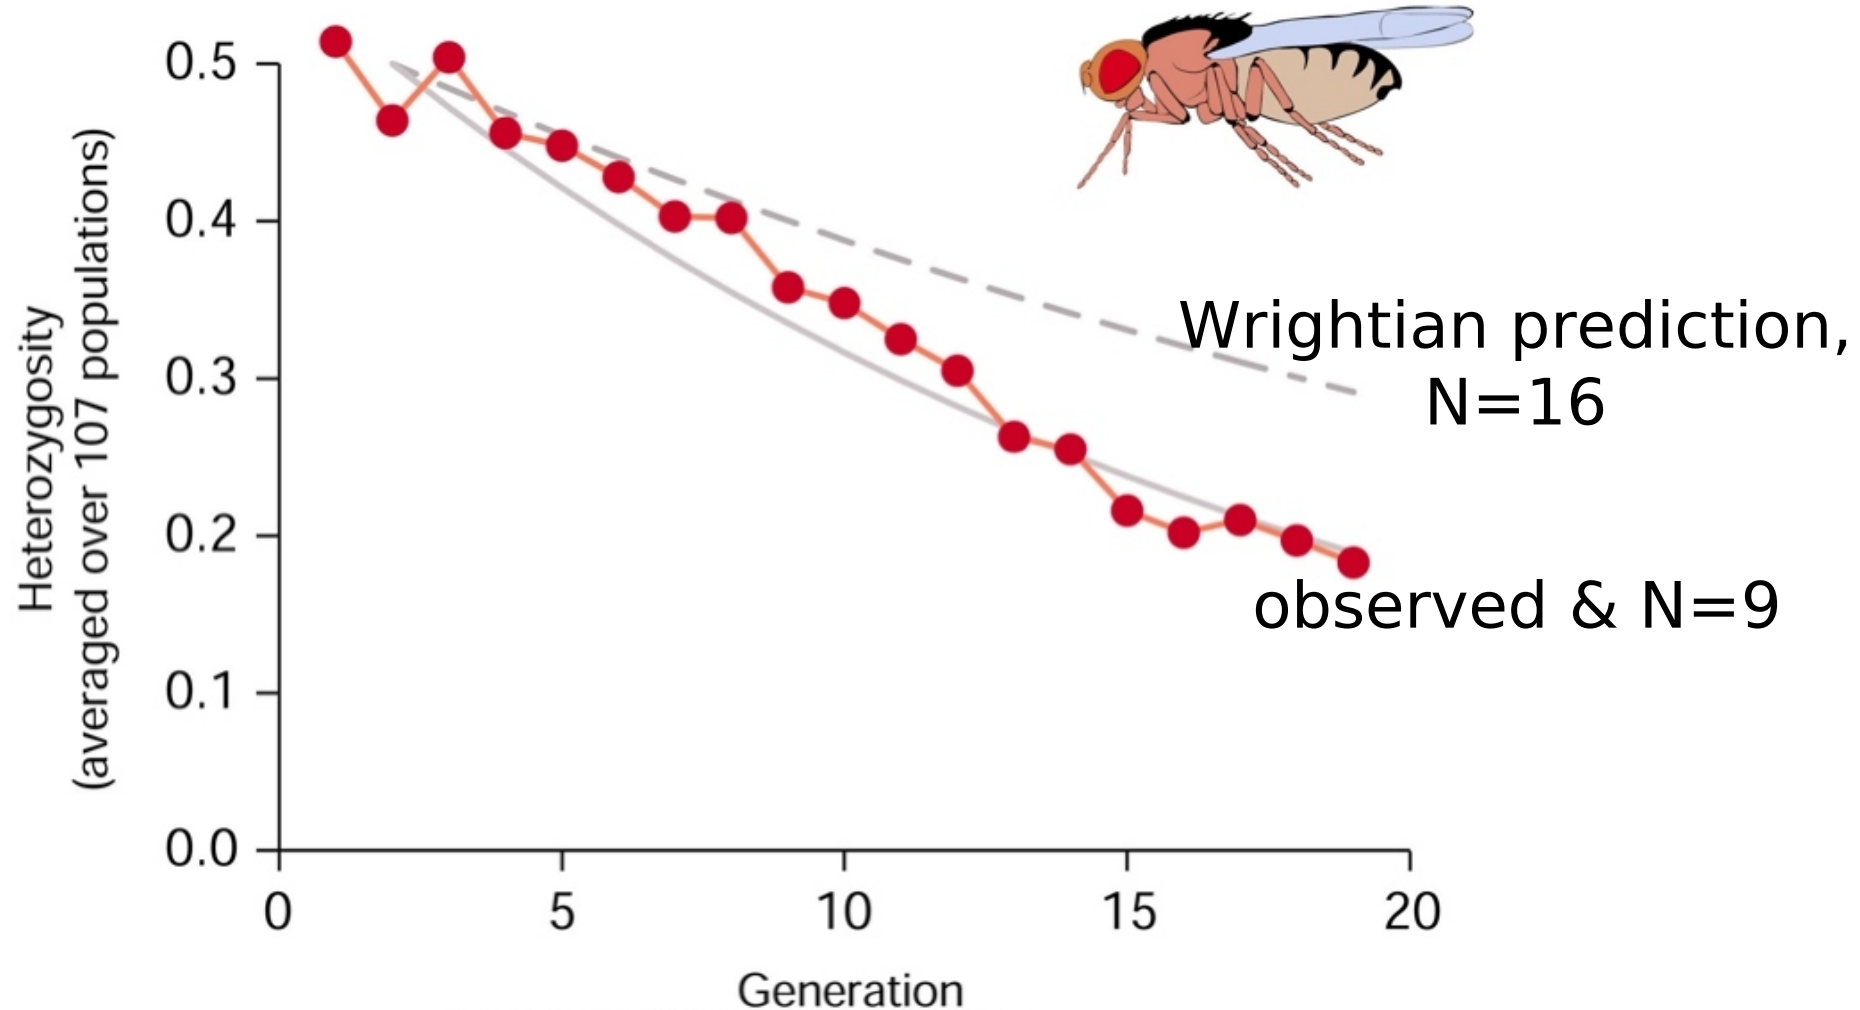 Heterozygosity
(averaged over 107 populations)
0.5
0.4
0.3
0.2
0.1
0.0
0
5
10
15
20
Generation
Wrightian prediction,
N=16
observed & N=9